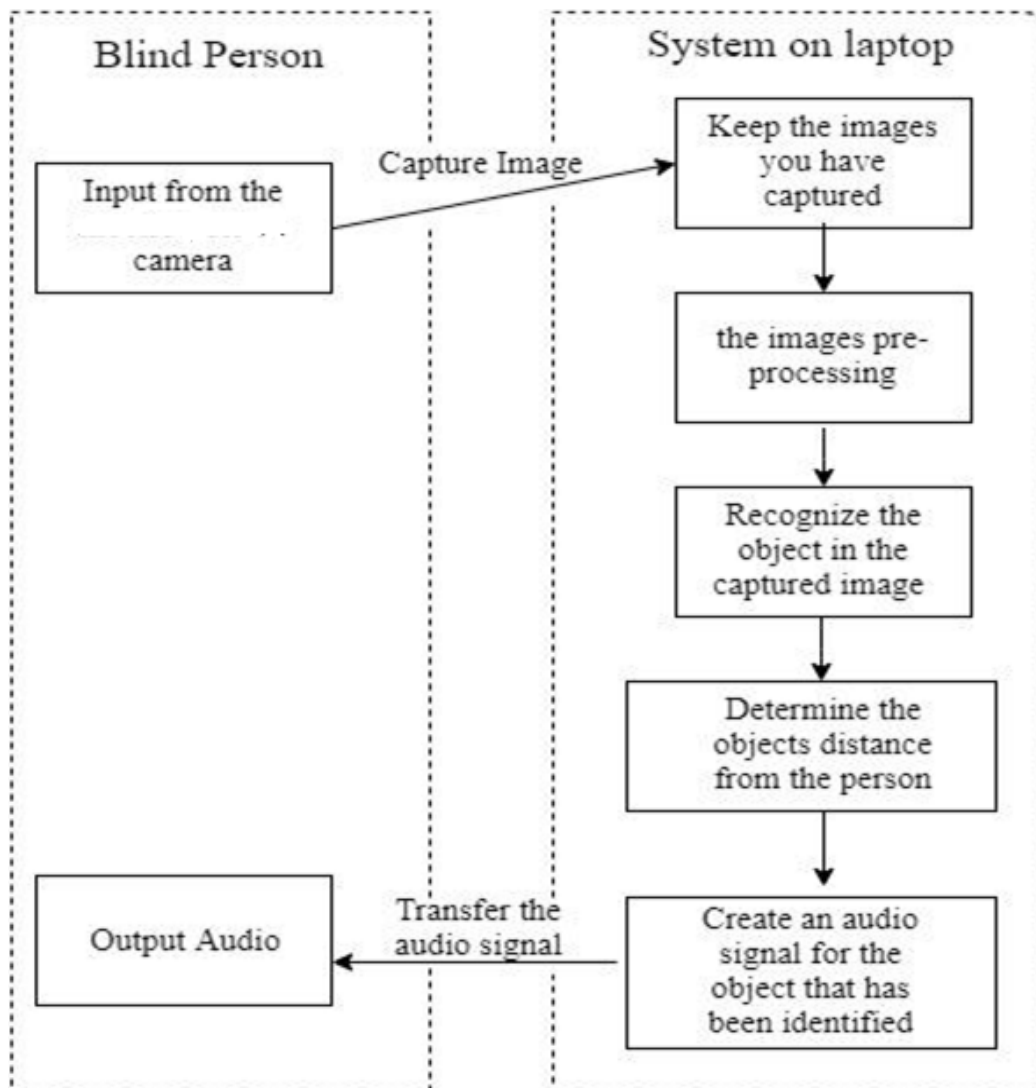 Blind Person
System on laptop
Input from the
camera
Capture Image
Keep the images
you have
captured
the images pre-
processing
Recognize the
object in the
captured image
Determine the
objects distance
from the person
Create an audio
signal for the
object that has
been identified
Transfer the
audio signal
Output Audio